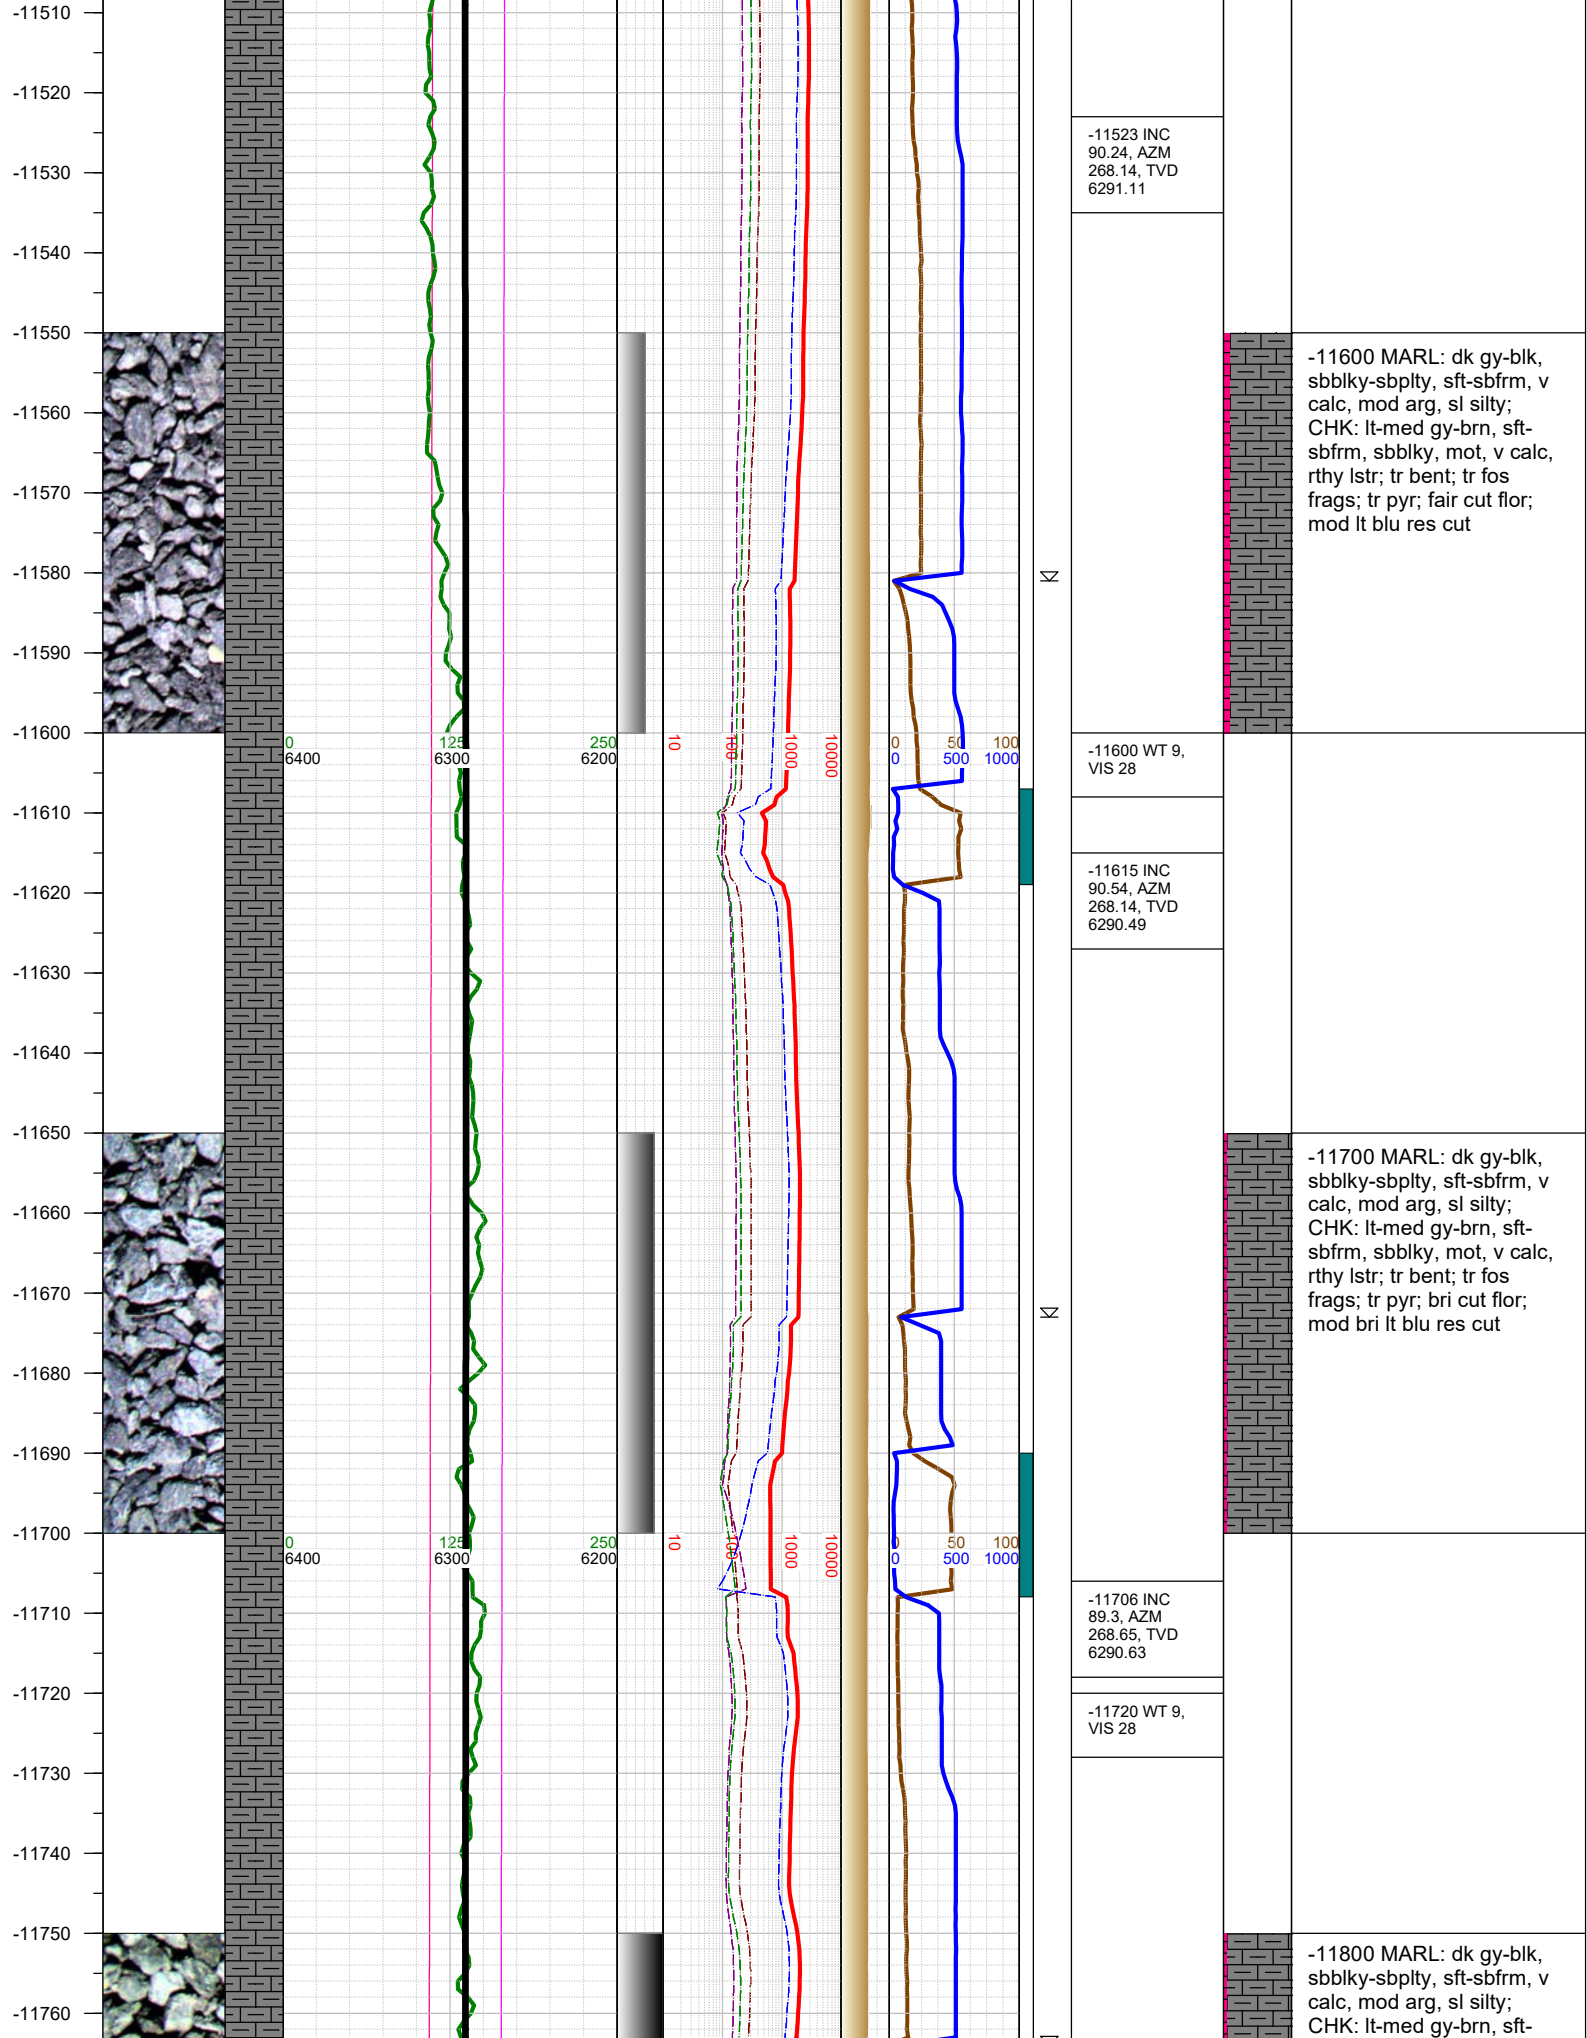 -11510
-11520
-11530
-11540
-11550
-11560
-11570
-11580
-11590
-11600
-11610
-11620
-11630
-11640
-11650
-11660
-11670
-11680
-11690
-11700
-11710
-11720
-11730
-11740
-11750
-11760
0 125 250
6400 6300 6200
10 100 1000 10000
0 50 100
0 500 1000
0 125 250
6400 6300 6200
10 100 1000 10000
0 50 100
0 500 1000
-11523 INC
90.24, AZM
268.14, TVD
6291.11
-11600 WT 9,
VIS 28
-11615 INC
90.54, AZM
268.14, TVD
6290.49
-11706 INC
89.3, AZM
268.65, TVD
6290.63
-11720 WT 9,
VIS 28
-11600 MARL: dk gy-blk,
sbblky-sbplty, sft-sbfrm, v
calc, mod arg, sl silty;
CHK: lt-med gy-brn, sft-
sbfrm, sbblky, mot, v calc,
rthy lstr; tr bent; tr fos
frags; tr pyr; fair cut flor;
mod lt blu res cut
-11700 MARL: dk gy-blk,
sbblky-sbplty, sft-sbfrm, v
calc, mod arg, sl silty;
CHK: lt-med gy-brn, sft-
sbfrm, sbblky, mot, v calc,
rthy lstr; tr bent; tr fos
frags; tr pyr; bri cut flor;
mod bri lt blu res cut
-11800 MARL: dk gy-blk,
sbblky-sbplty, sft-sbfrm, v
calc, mod arg, sl silty;
CHK: lt-med gy-brn, sft-